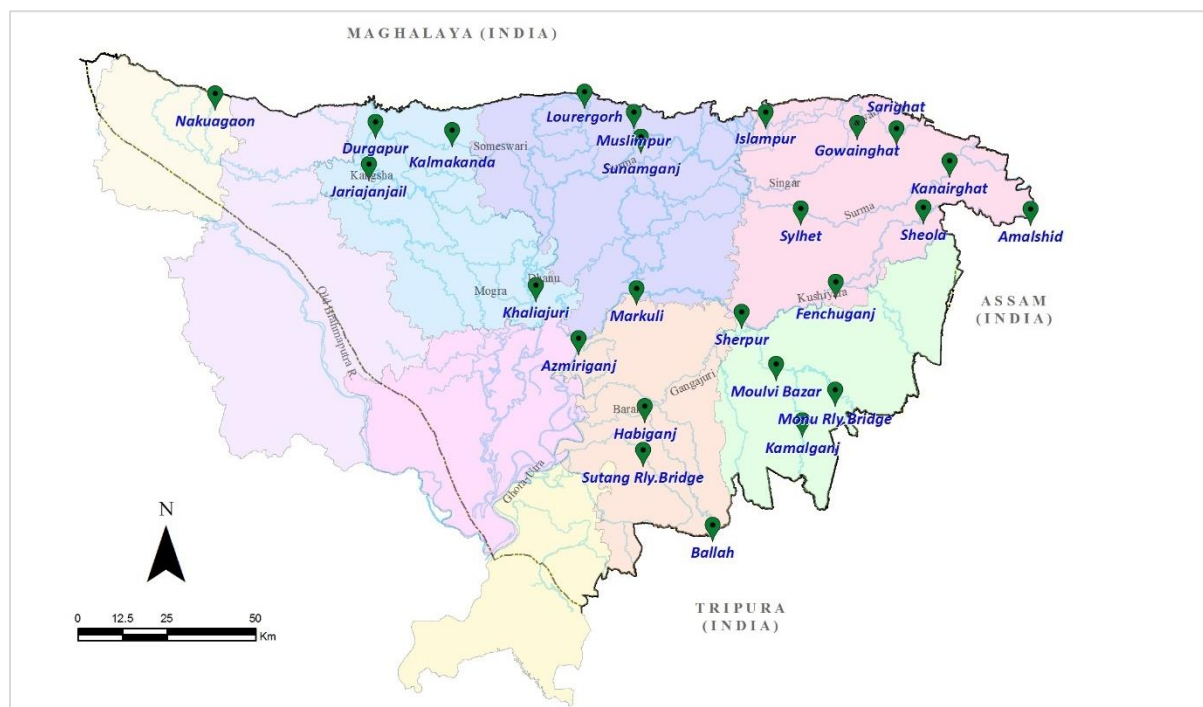 MAGHALAYA (INDIA)
Nakuagaon
Lourergorh
Sarighat
Durgapur
Kalmakanda
Someswari
Muslimpur
Sunamganj
Islampur
Gowainghat
Kangsha
Jariajanjail
Singar
Kanairghat
Surma
Sylhet
Sheola
Amalshid
Dhanu
Mogra
Khaliajuri
Markuli
Kushiyara
Fenchuganj
ASSAM
(INDIA)
Sherpur
Old Brahmaputra R.
Azmiriganj
Gangajuri
Moulvi Bazar
Barak
Habiganj
Monu Rly.Bridge
Kamalganj
Sutang Rly.Bridge
Ghora-Utra
Ballah
N
TRIPURA
(INDIA)
0 12.5 25 50
Km